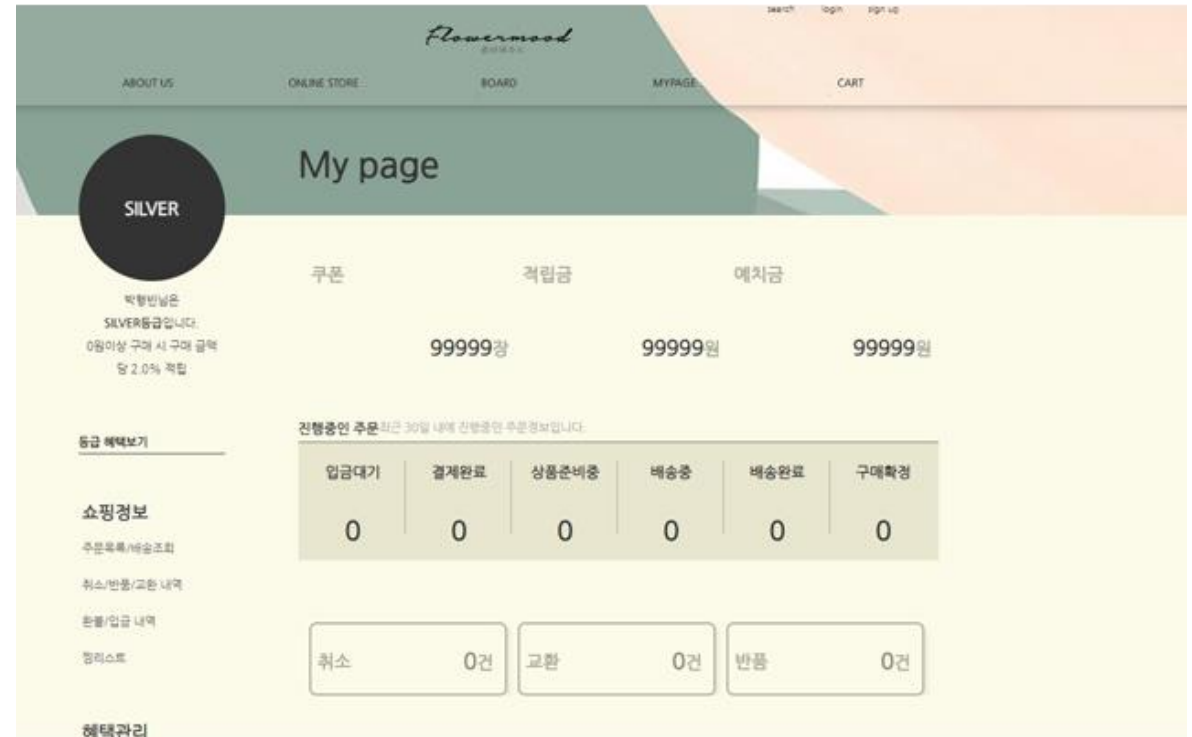 search login sign up
Flowermood
ABOUT US ONLINE STORE BOARD MYPAGE CART
My page
SILVER
박형빈님은
SILVER등급입니다.
0원이상 구매 시 구매 금액
당 2.0% 적립
등급 혜택보기
쇼핑정보
주문목록/배송조회
취소/반품/교환 내역
환불/입금 내역
찜리스트
혜택관리
쿠폰 적립금 예치금
99999장 99999원 99999원
진행중인 주문 최근 30일 내에 진행중인 주문정보입니다.
입금대기 결제완료 상품준비중 배송중 배송완료 구매확정
0 0 0 0 0 0
취소 0건 교환 0건 반품 0건